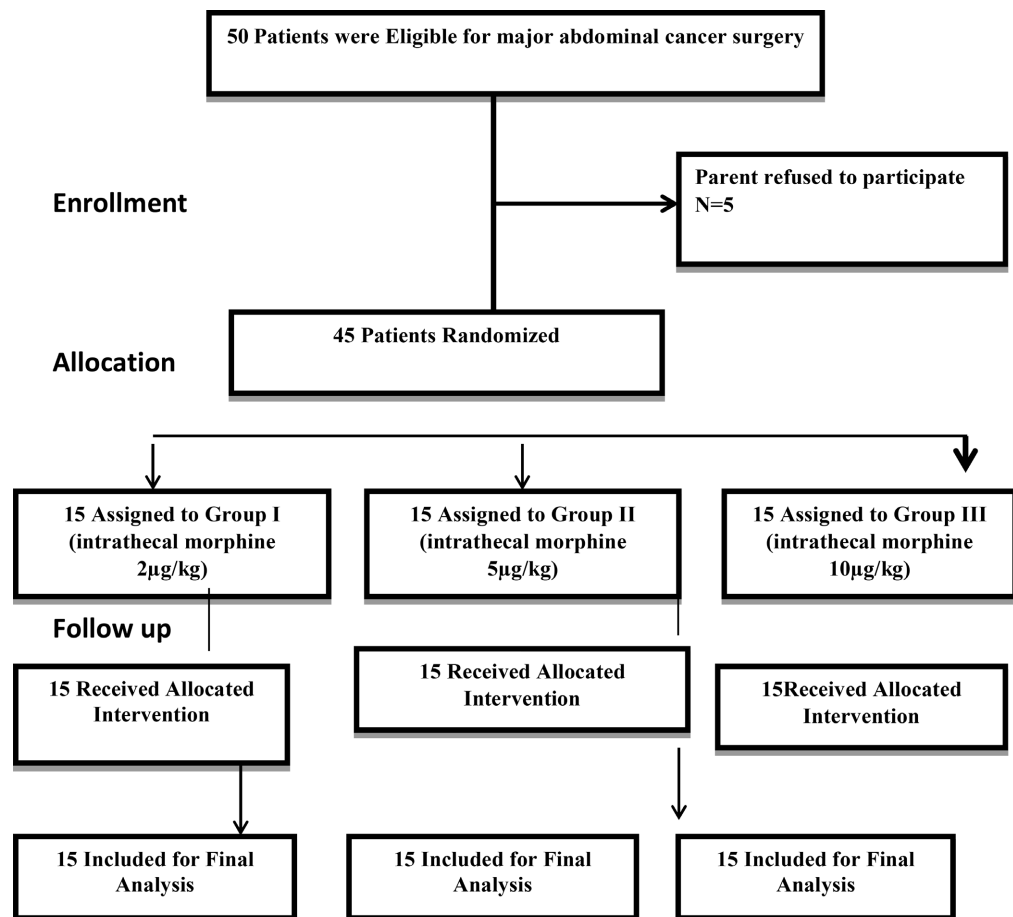 50 Patients were Eligible for major abdominal cancer surgery
Enrollment
Parent refused to participate
N=5
45 Patients Randomized
Allocation
15 Assigned to Group I
(intrathecal morphine
2µg/kg)
15 Assigned to Group II
(intrathecal morphine
5µg/kg)
15 Assigned to Group III
(intrathecal morphine
10µg/kg)
Follow up
15 Received Allocated
Intervention
15 Received Allocated
Intervention
15Received Allocated
Intervention
15 Included for Final
Analysis
15 Included for Final
Analysis
15 Included for Final
Analysis